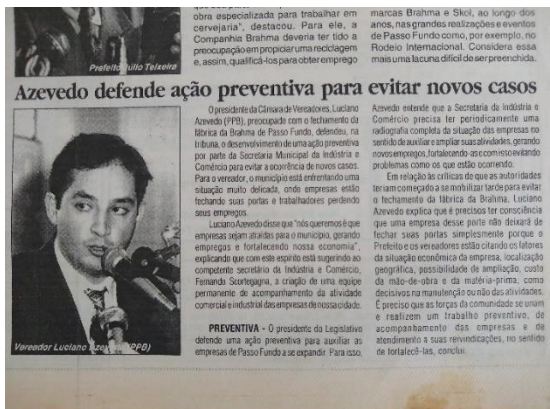 que sua par
obra especializada para trabalhar em
cervejaria", destacou. Para ele, a
Companhia Brahma deveria ter tido a
preocupação em propiciar uma reciclagem
e, assim, qualificá-los para obter emprego
marcas Brahma e Skol, ao longo dos
anos, nas grandes realizações e eventos
de Passo Fundo como, por exemplo, no
Rodeio Internacional. Considera essa
mais uma lacuna difícil de ser preenchida.
Prefeito Júlio Teixeira
Azevedo defende ação preventiva para evitar novos casos
O presidente da Câmara de Vereadores, Luciano
Azevedo (PPB), preocupado com o fechamento da
fábrica da Brahma de Passo Fundo, defendeu, na
tribuna, o desenvolvimento de uma ação preventiva
por parte da Secretaria Municipal da Indústria e
Comércio para evitar a ocorrência de novos casos.
Para o vereador, o município está enfrentando uma
situação muito delicada, onde empresas estão
fechando suas portas e trabalhadores perdendo
seus empregos.
Luciano Azevedo disse que "nós queremos é que
empresas sejam atraídas para o município, gerando
empregos e fortalecendo nossa economia",
explicando que com este espírito está sugerindo ao
competente secretário da Indústria e Comércio,
Fernando Scortegagna, a criação de uma equipe
permanente de acompanhamento da atividade
comercial e industrial das empresas de nossa cidade.
PREVENTIVA - O presidente do Legislativo
defende uma ação preventiva para auxiliar as
empresas de Passo Fundo a se expandir. Para isso,
Azevedo entende que a Secretaria da Indústria e
Comércio precisa ter periodicamente uma
radiografia completa da situação das empresas no
sentido de auxiliar e ampliar suas atividades, gerando
novos empregos, fortalecendo-as e com isso evitando
problemas como os que estão ocorrendo.
Em relação às críticas de que as autoridades
teriam começado a se mobilizar tarde para evitar
o fechamento da fábrica da Brahma, Luciano
Azevedo explica que é precisos ter consciência
que uma empresa desse porte não deixará de
fechar suas portas simplesmente porque o
Prefeito e os vereadores estão citando os fatores
da situação econômica da empresa, localização
geográfica, possibilidade de ampliação, custo
da mão-de-obra e da matéria-prima, como
decisivos na manutenção ou não das atividades.
É preciso que as forças da comunidade se unam
e realizem um trabalho preventivo, de
acompanhamento das empresas e de
atendimento a suas reivindicações, no sentido
de fortalecê-las, conclui.
Vereador Luciano Azevedo (PPB)